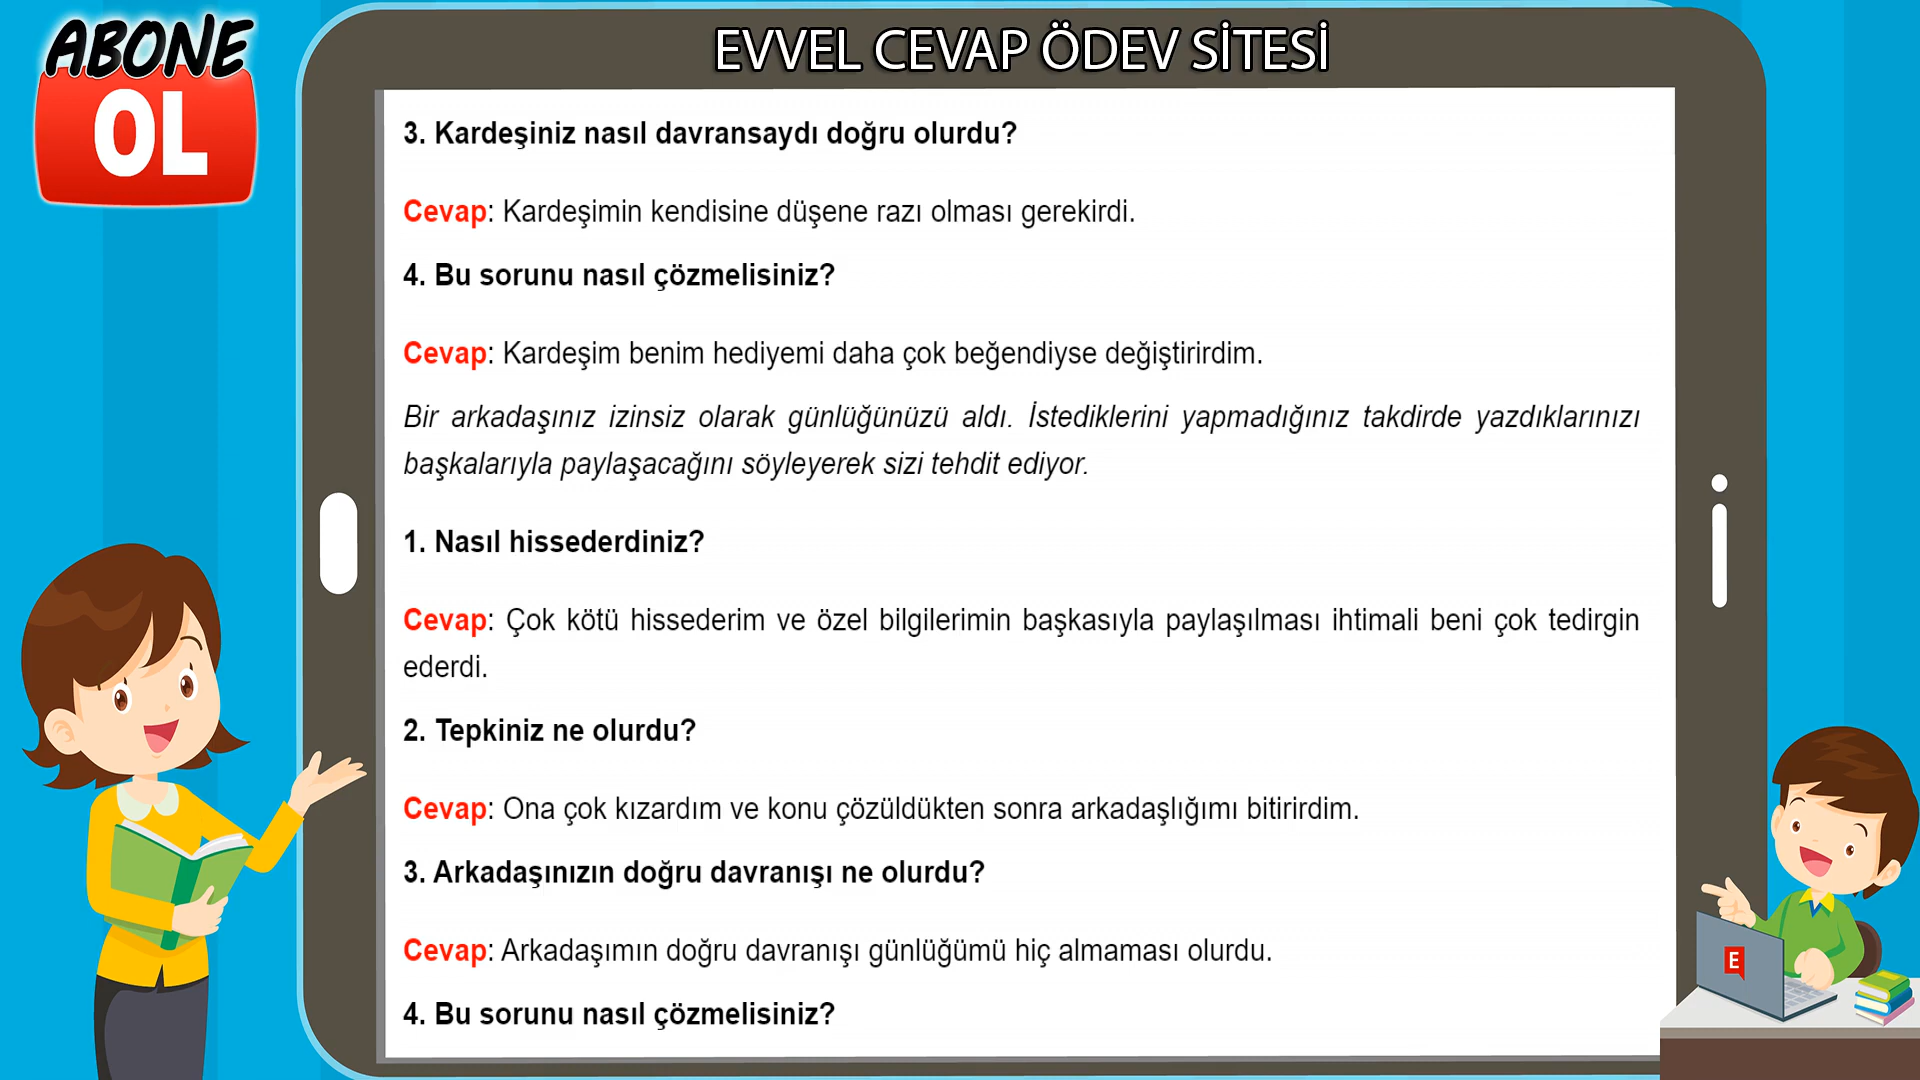 ABONE
OL
EVVEL CEVAP ÖDEV SİTESİ
3. Kardeşiniz nasıl davransaydı doğru olurdu?
Cevap: Kardeşimin kendisine düşene razı olması gerekirdi.
4. Bu sorunu nasıl çözmelisiniz?
Cevap: Kardeşim benim hediyemi daha çok beğendiyse değiştirirdim.
Bir arkadaşınız izinsiz olarak günlüğünüzü aldı. İstediklerini yapmadığınız takdirde yazdıklarınızı
başkalarıyla paylaşacağını söyleyerek sizi tehdit ediyor.
1. Nasıl hissederdiniz?
Cevap: Çok kötü hissederim ve özel bilgilerimin başkasıyla paylaşılması ihtimali beni çok tedirgin
ederdi.
2. Tepkiniz ne olurdu?
Cevap: Ona çok kızardım ve konu çözüldükten sonra arkadaşlığımı bitirirdim.
3. Arkadaşınızın doğru davranışı ne olurdu?
Cevap: Arkadaşımın doğru davranışı günlüğümü hiç almaması olurdu.
4. Bu sorunu nasıl çözmelisiniz?
E